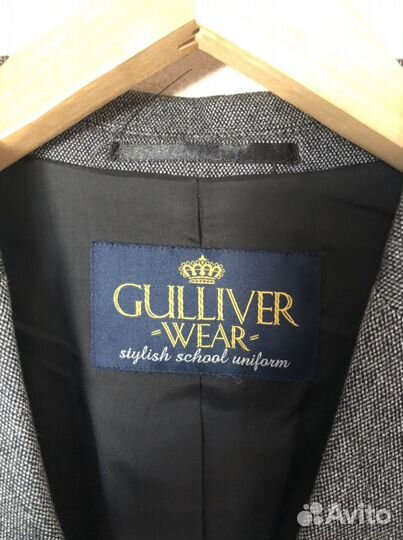 GULLIVER
-WEAR-
stylish school uniform
Avito